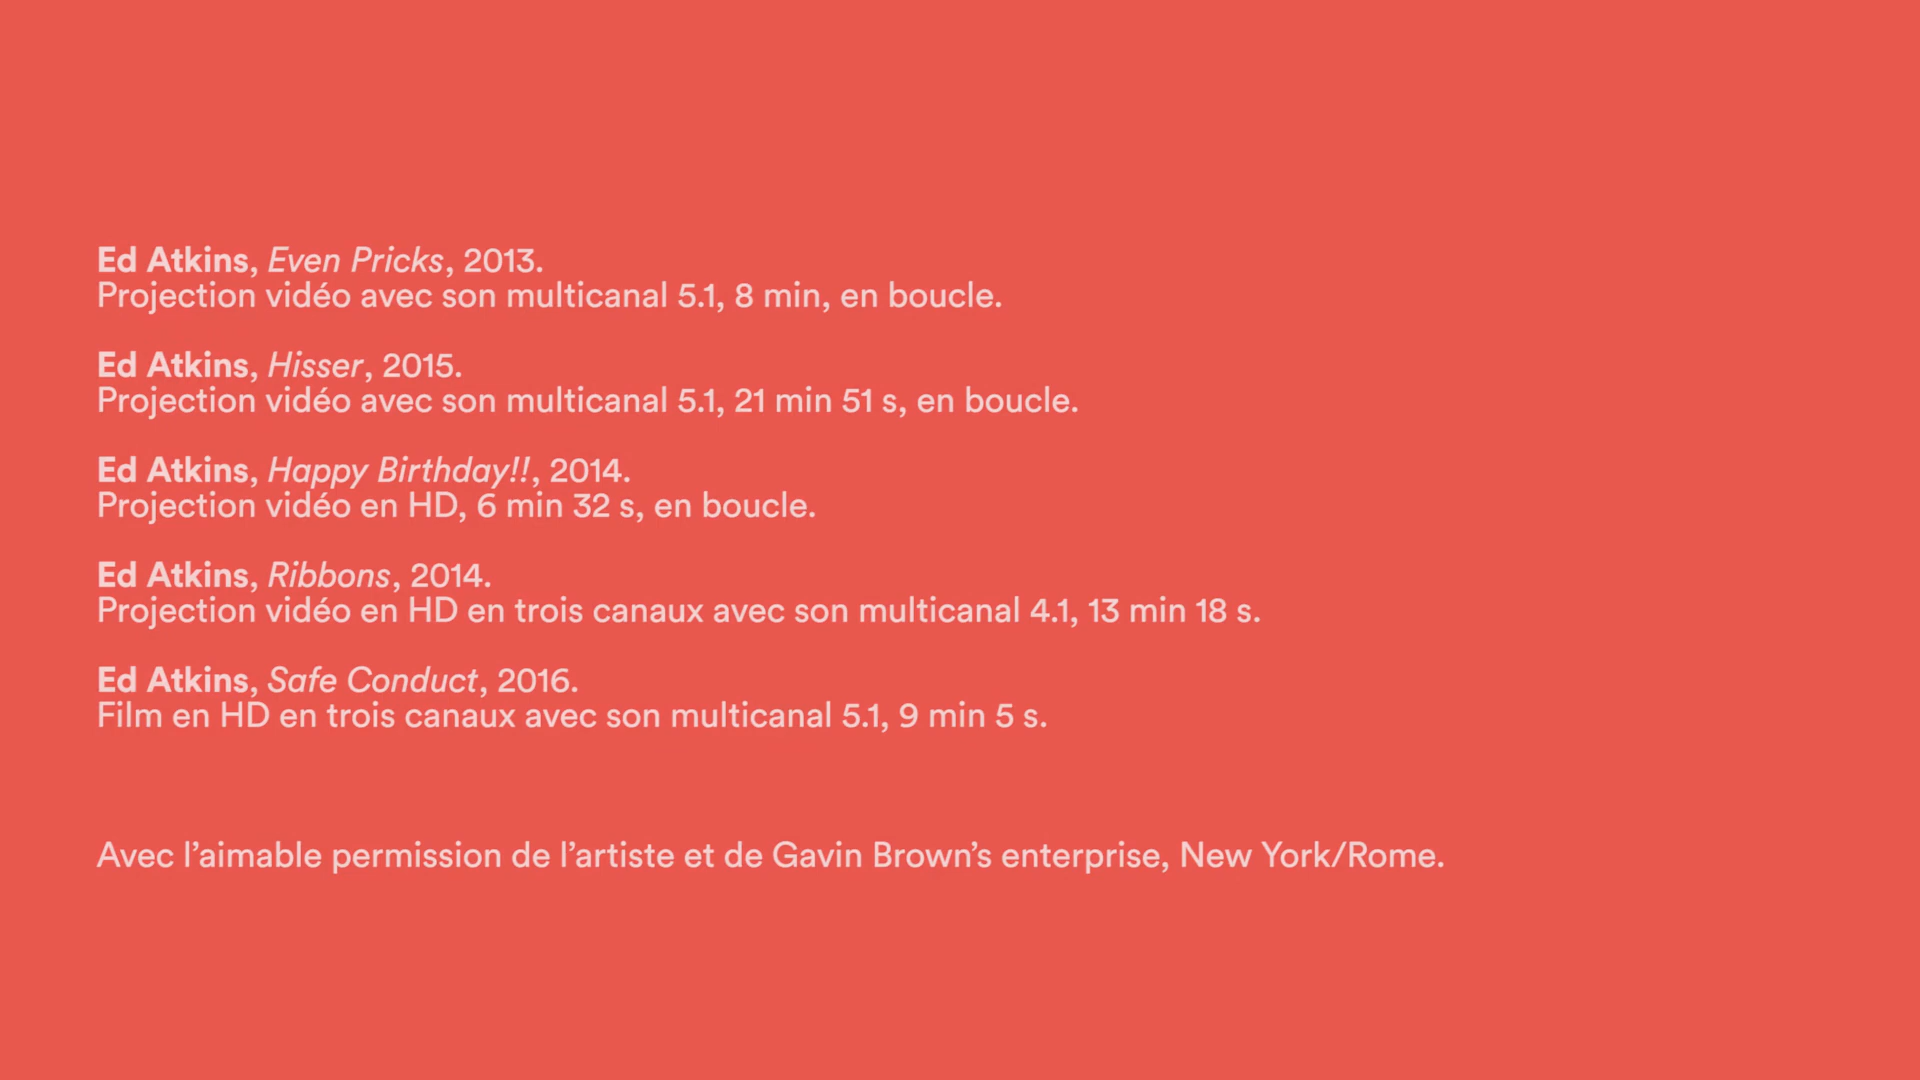 Ed Atkins, Even Pricks, 2013.
Projection vidéo avec son multicanal 5.1, 8 min, en boucle.
Ed Atkins, Hisser, 2015.
Projection vidéo avec son multicanal 5.1, 21 min 51 s, en boucle.
Ed Atkins, Happy Birthday!!, 2014.
Projection vidéo en HD, 6 min 32 s, en boucle.
Ed Atkins, Ribbons, 2014.
Projection vidéo en HD en trois canaux avec son multicanal 4.1, 13 min 18 s.
Ed Atkins, Safe Conduct, 2016.
Film en HD en trois canaux avec son multicanal 5.1, 9 min 5 s.
Avec l’aimable permission de l’artiste et de Gavin Brown’s enterprise, New York/Rome.